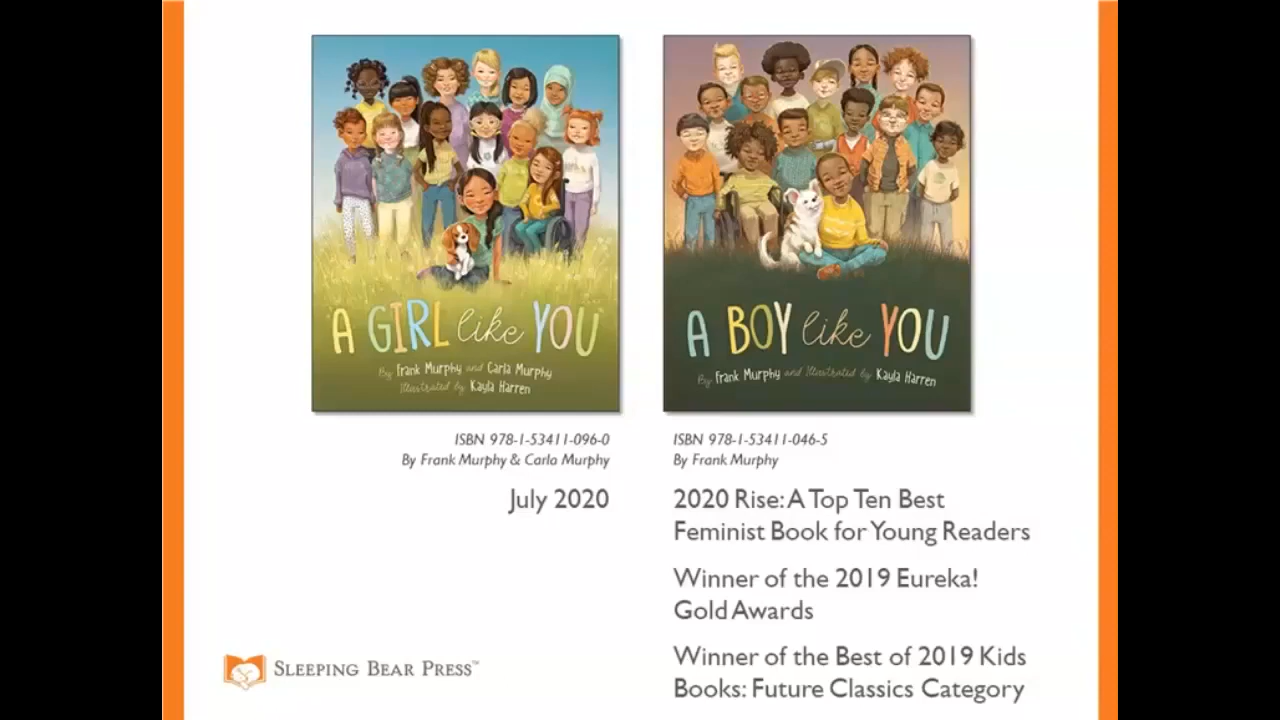 A GIRL like YOU
By Frank Murphy and Carla Murphy
Illustrated by Kayla Harren
ISBN 978-1-53411-096-0
By Frank Murphy & Carla Murphy
July 2020
A BOY like YOU
By Frank Murphy and Illustrated by Kayla Harren
ISBN 978-1-53411-046-5
By Frank Murphy
2020 Rise: A Top Ten Best
Feminist Book for Young Readers
Winner of the 2019 Eureka!
Gold Awards
Winner of the Best of 2019 Kids
Books: Future Classics Category
SLEEPING BEAR PRESS™